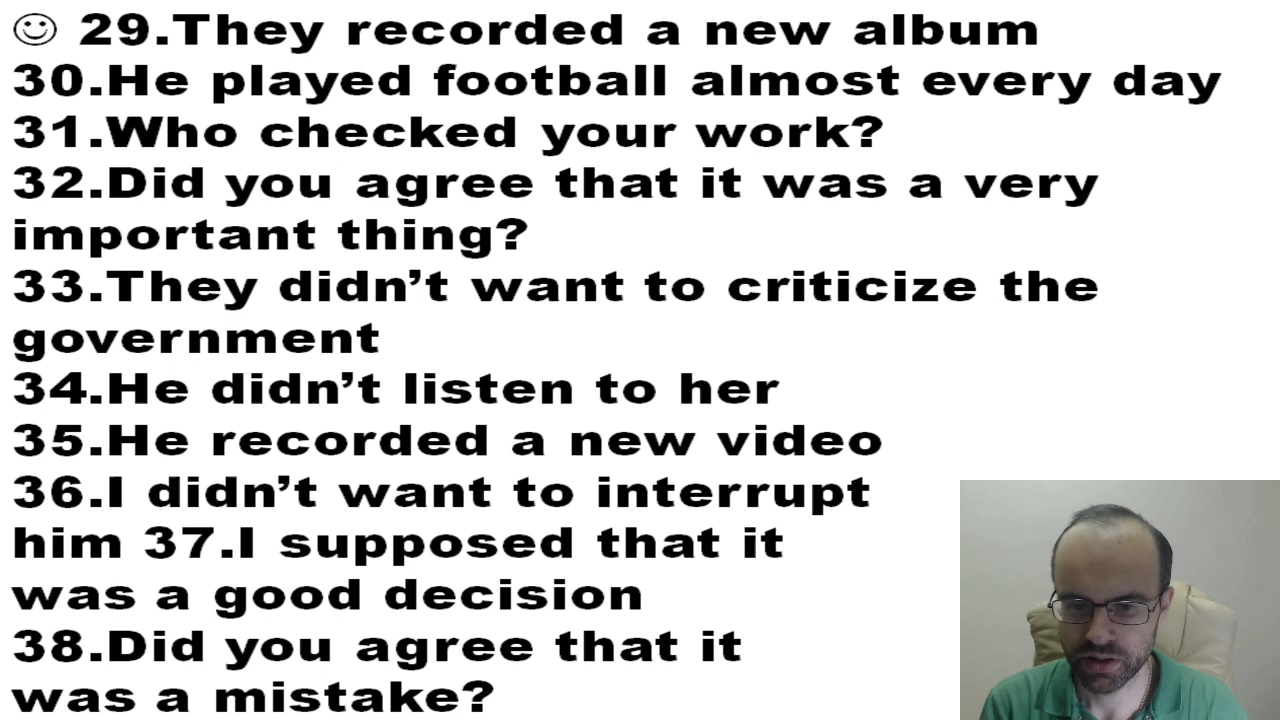 ☺ 29.They recorded a new album
30.He played football almost every day
31.Who checked your work?
32.Did you agree that it was a very
important thing?
33.They didn’t want to criticize the
government
34.He didn’t listen to her
35.He recorded a new video
36.I didn’t want to interrupt
him 37.I supposed that it
was a good decision
38.Did you agree that it
was a mistake?